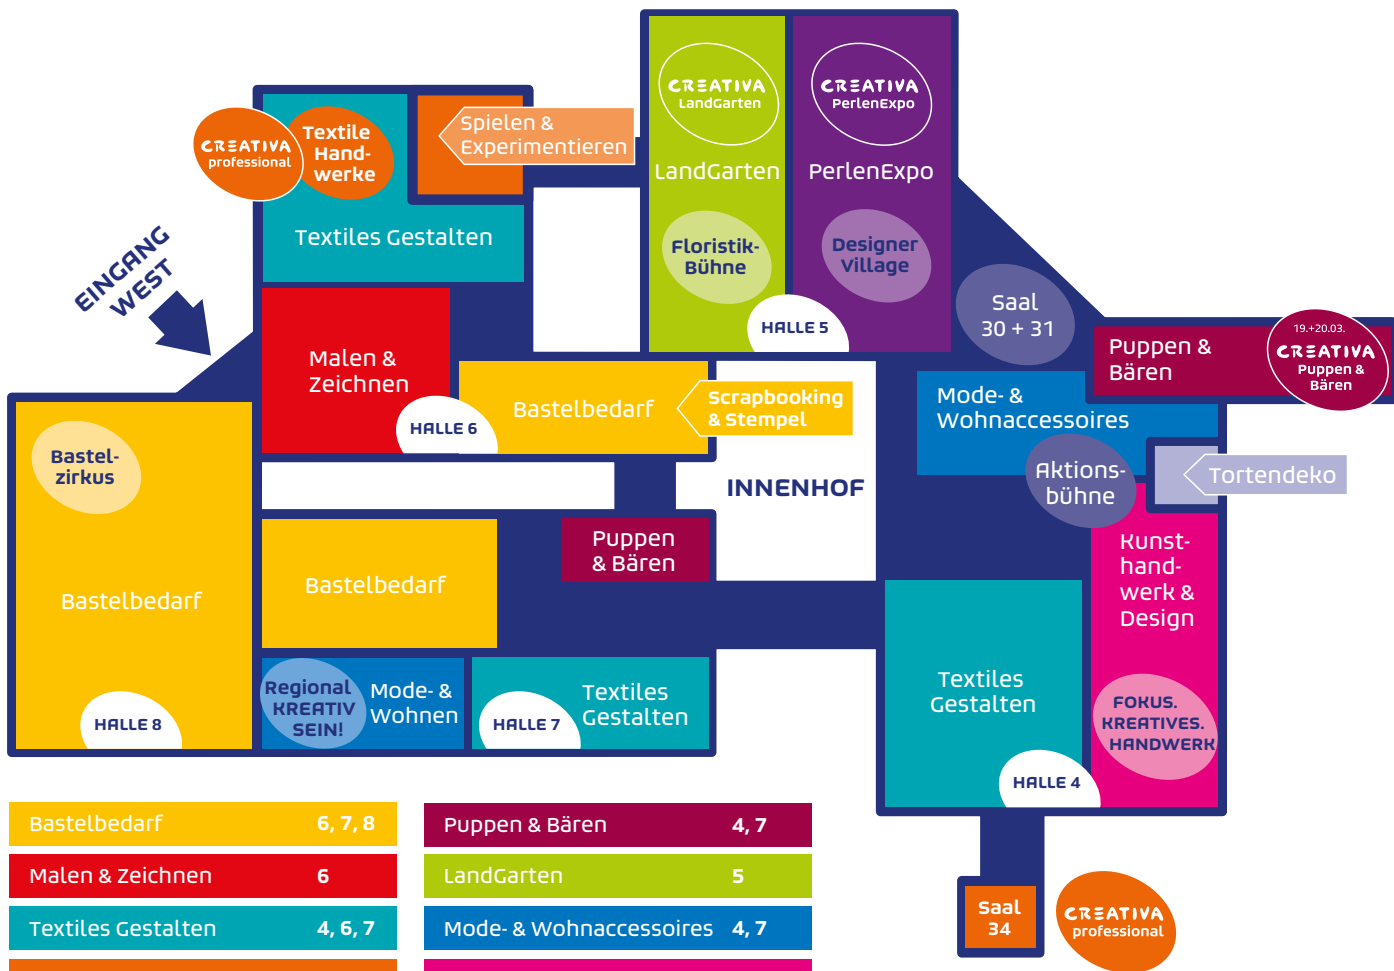 CREATIVA
LandGarten
CREATIVA
PerlenExpo
Spielen &
Experimentieren
Textile
Hand-
werke
CREATIVA
professional
LandGarten
PerlenExpo
Textiles Gestalten
Floristik-
Bühne
Designer
Village
EINGANG
WEST
HALLE 5
Saal
30 + 31
19.+20.03.
CREATIVA
Puppen &
Bären
Puppen &
Bären
Malen &
Zeichnen
Mode- &
Wohnaccessoires
Bastelbedarf
Scrapbooking
& Stempel
HALLE 6
Bastel-
zirkus
Aktions-
bühne
Tortendeko
INNENHOF
Puppen
& Bären
Kunst-
hand-
werk &
Design
Bastelbedarf
Bastelbedarf
Regional
KREATIV
SEIN!
Mode- &
Wohnen
Textiles
Gestalten
Textiles
Gestalten
FOKUS.
KREATIVES.
HANDWERK
HALLE 8
HALLE 7
HALLE 4
Bastelbedarf 6, 7, 8
Malen & Zeichnen 6
Textiles Gestalten 4, 6, 7
Puppen & Bären 4, 7
LandGarten 5
Mode- & Wohnaccessoires 4, 7
Saal
34
CREATIVA
professional